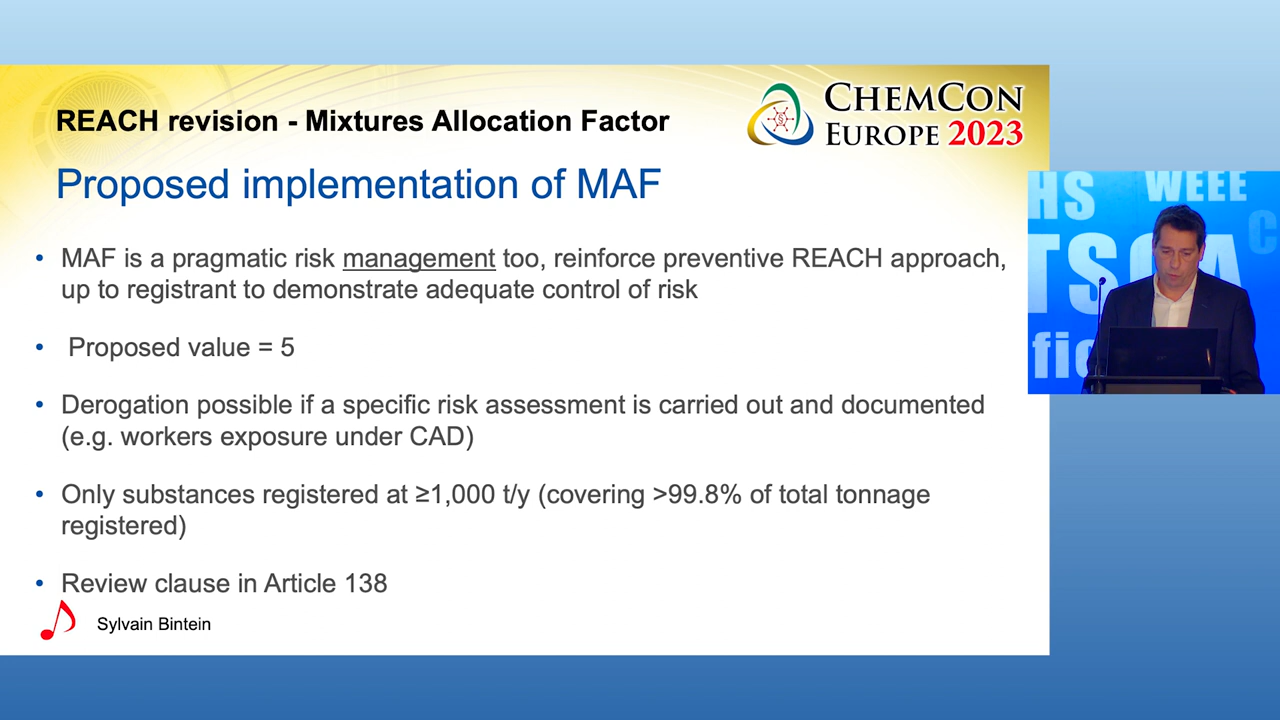 REACH revision - Mixtures Allocation Factor
CHEMCON
EUROPE 2023
Proposed implementation of MAF
• MAF is a pragmatic risk management too, reinforce preventive REACH approach,
up to registrant to demonstrate adequate control of risk
• Proposed value = 5
• Derogation possible if a specific risk assessment is carried out and documented
(e.g. workers exposure under CAD)
• Only substances registered at ≥1,000 t/y (covering >99.8% of total tonnage
registered)
• Review clause in Article 138
Sylvain Bintein
HS
WEEE
C
TSCA
fic